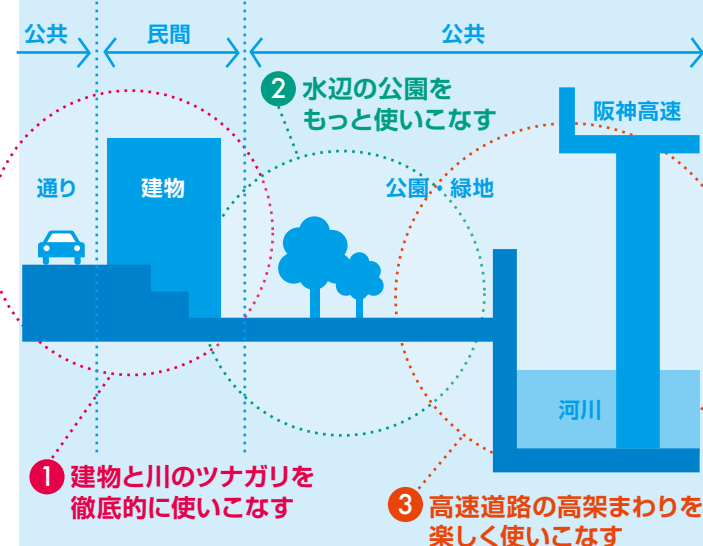 公共
民間
公共
2 水辺の公園を
もっと使いこなす
阪神高速
通り
建物
公園・緑地
河川
1 建物と川のツナガリを
徹底的に使いこなす
3 高速道路の高架まわりを
楽しく使いこなす